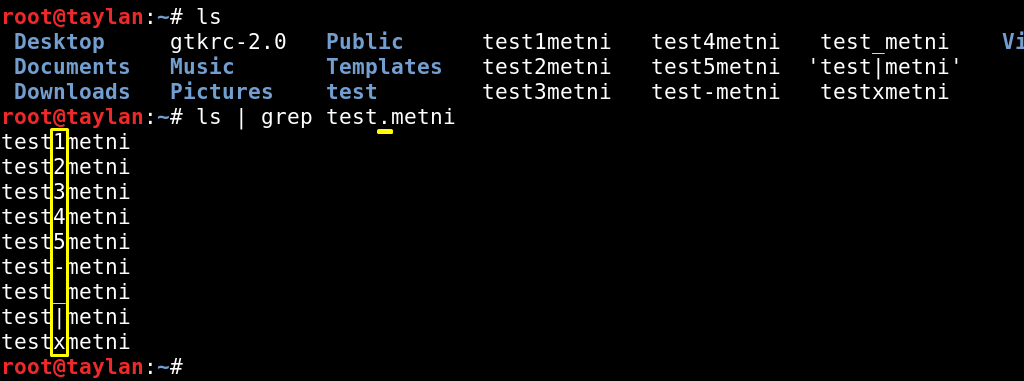 root@taylan:~# ls
Desktop gtkrc-2.0 Public test1metni test4metni test_metni Vi
Documents Music Templates test2metni test5metni 'test|metni'
Downloads Pictures test test3metni test-metni testxmetni
root@taylan:~# ls | grep test.metni
test1metni
test2metni
test3metni
test4metni
test5metni
test-metni
test_metni
test|metni
testxmetni
root@taylan:~#